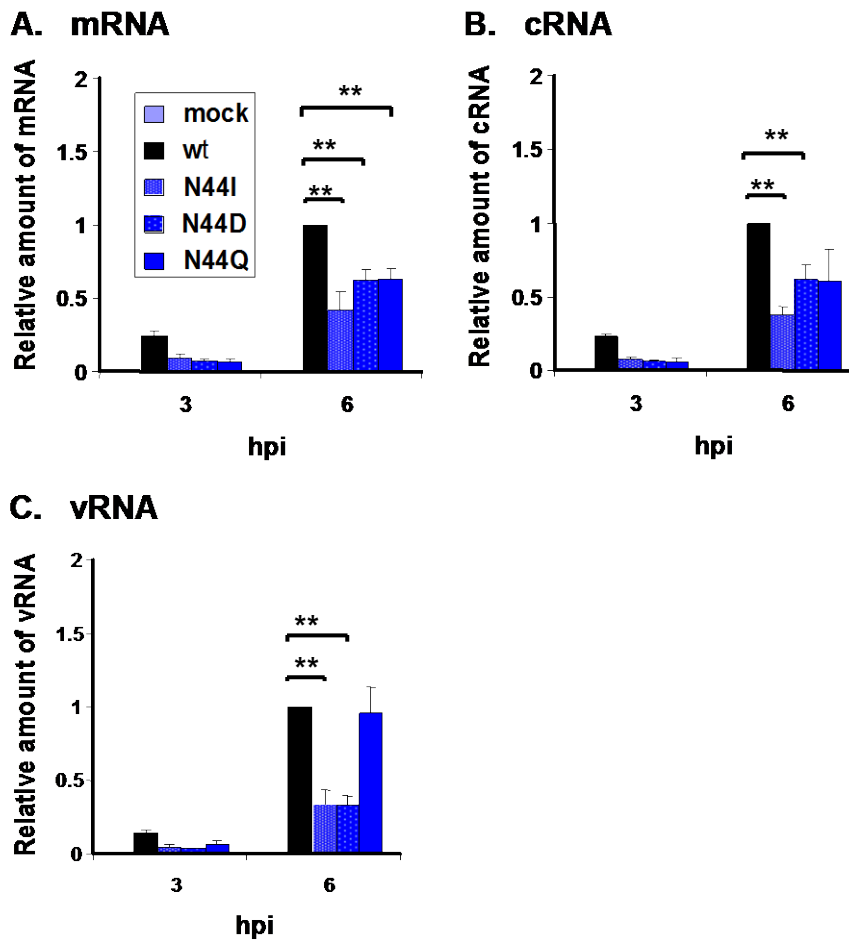 A. mRNA
Relative amount of mRNA
2
1.5
1
0.5
0
mock
wt
N44I
N44D
N44Q
**
**
**
3 6
hpi
B. cRNA
Relative amount of cRNA
2
1.5
1
0.5
0
**
**
3 6
hpi
C. vRNA
Relative amount of vRNA
2
1.5
1
0.5
0
**
**
3 6
hpi